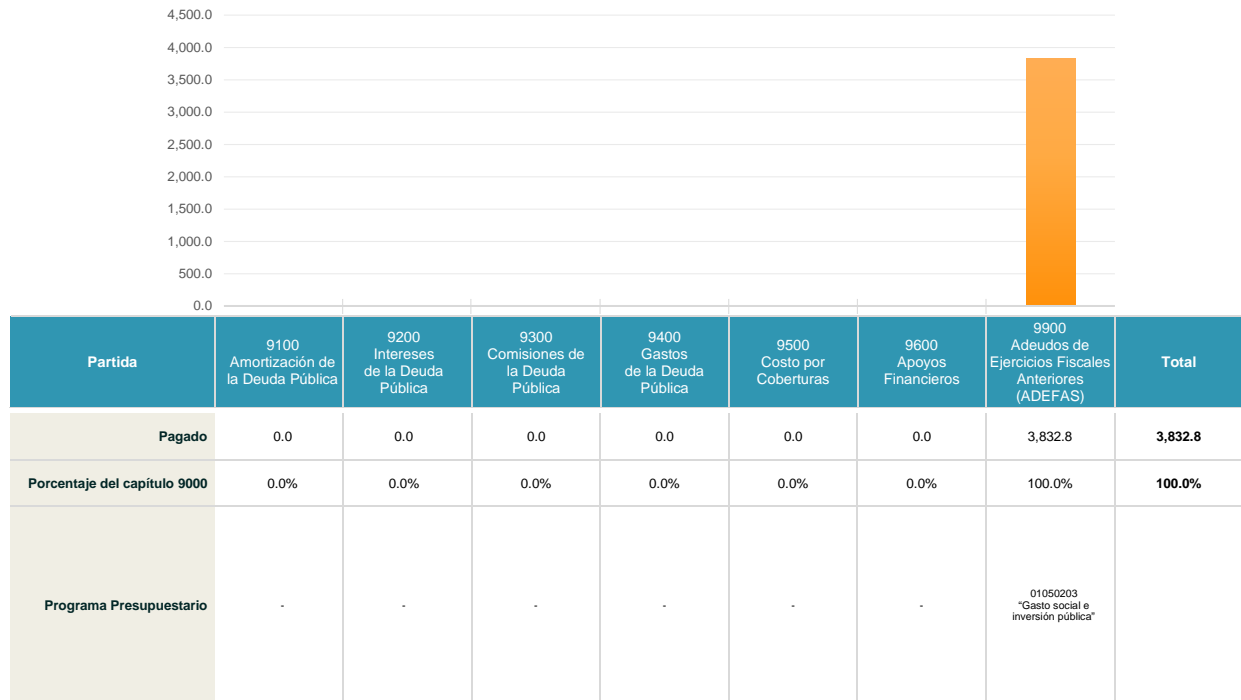 4,500.0
4,000.0
3,500.0
3,000.0
2,500.0
2,000.0
1,500.0
1,000.0
500.0
0.0
Partida
9100
Amortización de
la Deuda Pública
9200
Intereses
de la Deuda
Pública
9300
Comisiones de
la Deuda
Pública
9400
Gastos
de la Deuda
Pública
9500
Costo por
Coberturas
9600
Apoyos
Financieros
9900
Adeudos de
Ejercicios Fiscales
Anteriores
(ADEFAS)
Total
Pagado 0.0 0.0 0.0 0.0 0.0 0.0 3,832.8 3,832.8
Porcentaje del capítulo 9000 0.0% 0.0% 0.0% 0.0% 0.0% 0.0% 100.0% 100.0%
Programa Presupuestario - - - - - -
01050203
“Gasto social e
inversión pública”